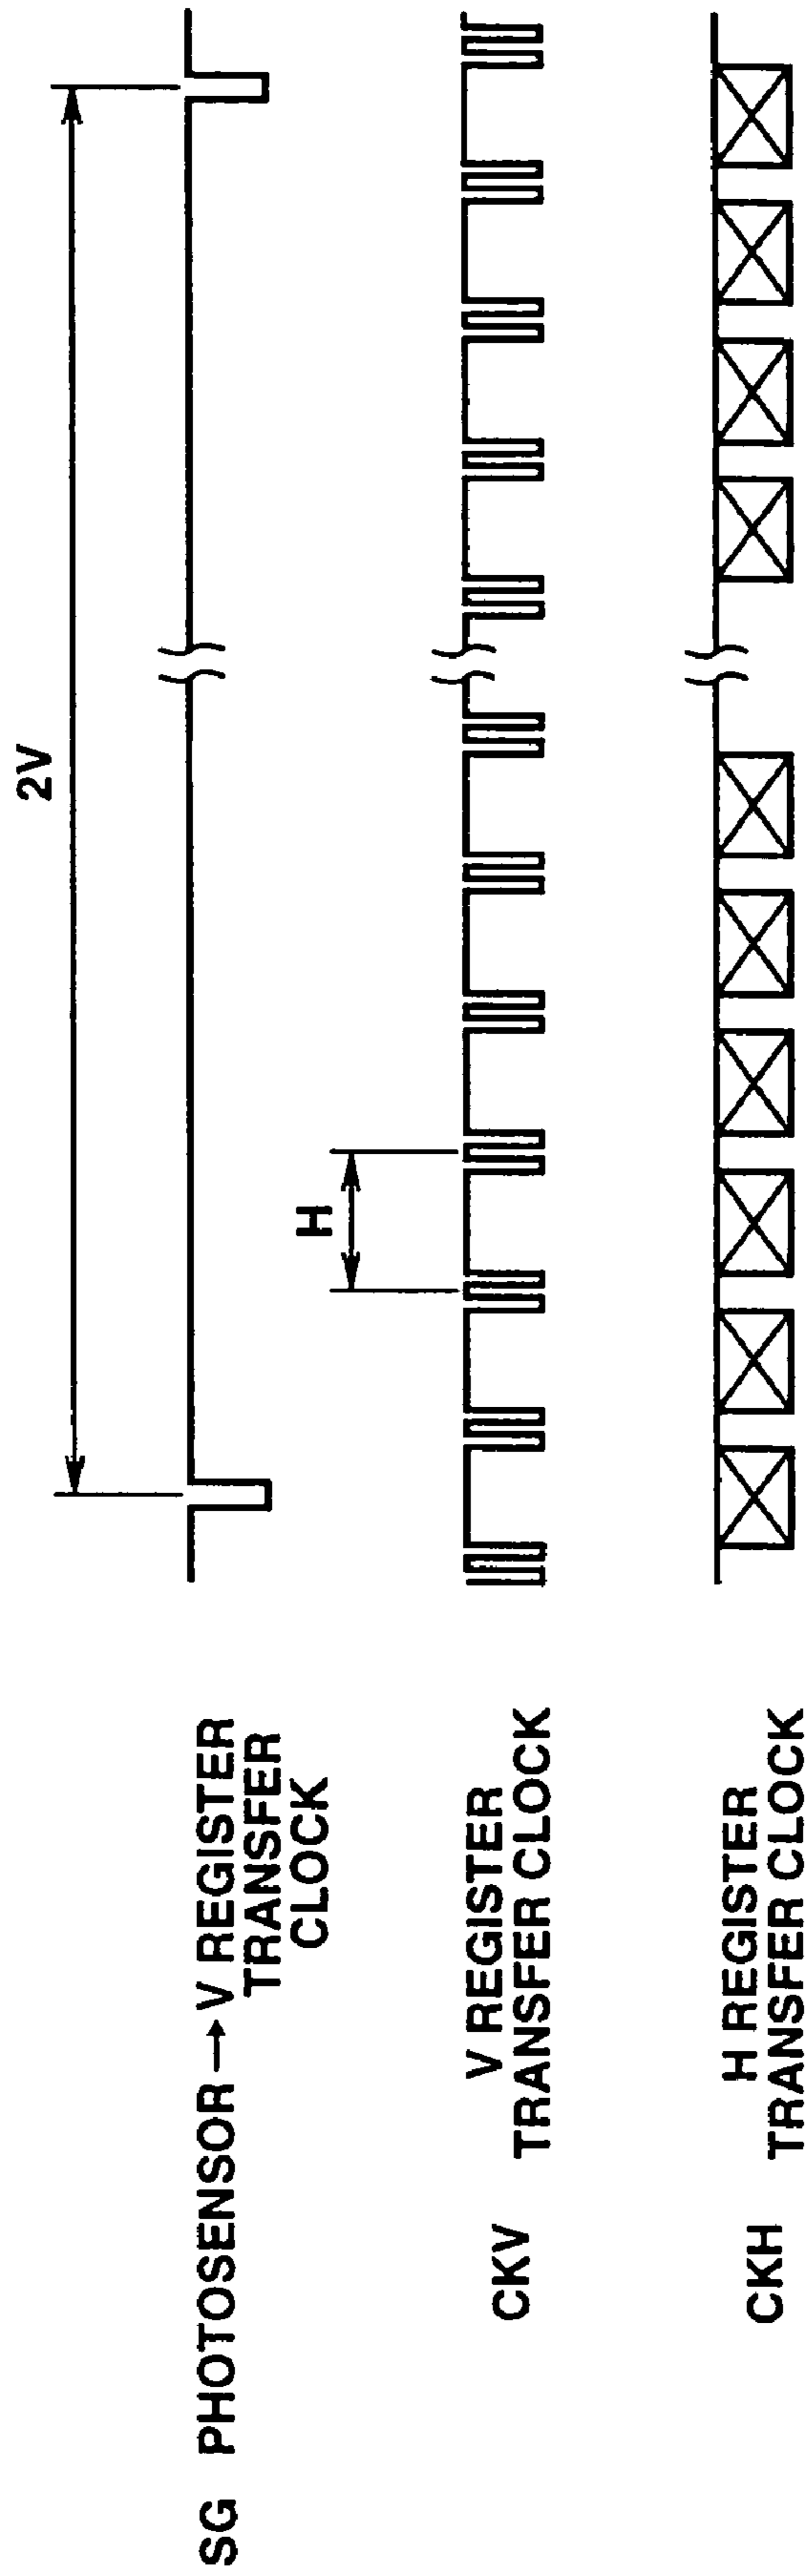 2V
H
SG PHOTOSENSOR → V REGISTER
TRANSFER
CLOCK
CKV
V REGISTER
TRANSFER CLOCK
CKH
H REGISTER
TRANSFER CLOCK